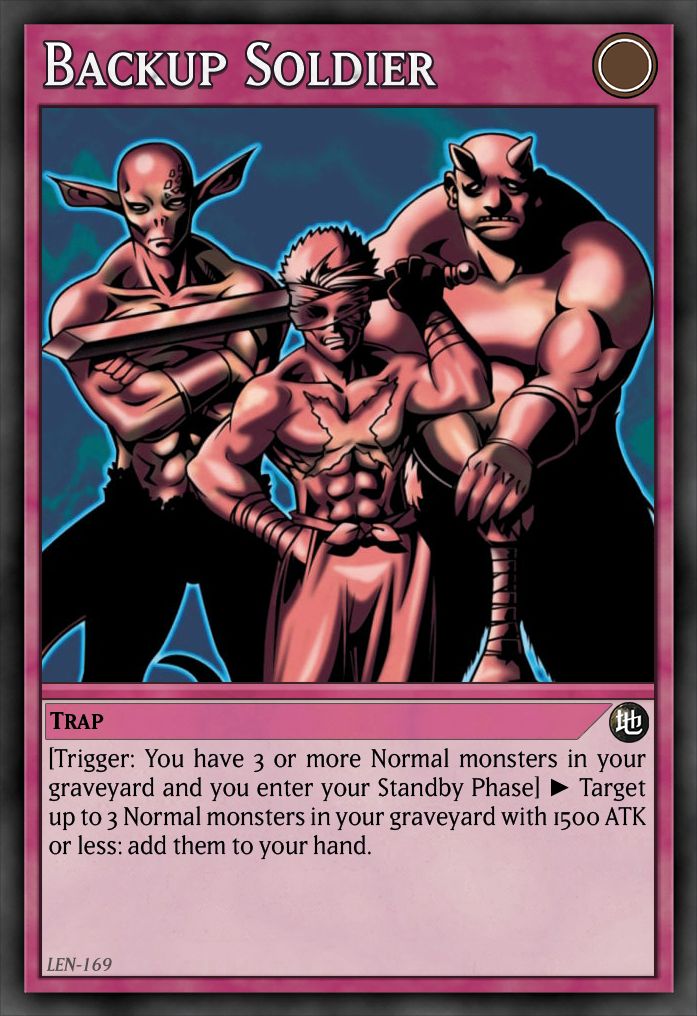 Backup Soldier
Trap
[Trigger: You have 3 or more Normal monsters in your
graveyard and you enter your Standby Phase] ► Target
up to 3 Normal monsters in your graveyard with 1500 ATK
or less: add them to your hand.
LEN-169